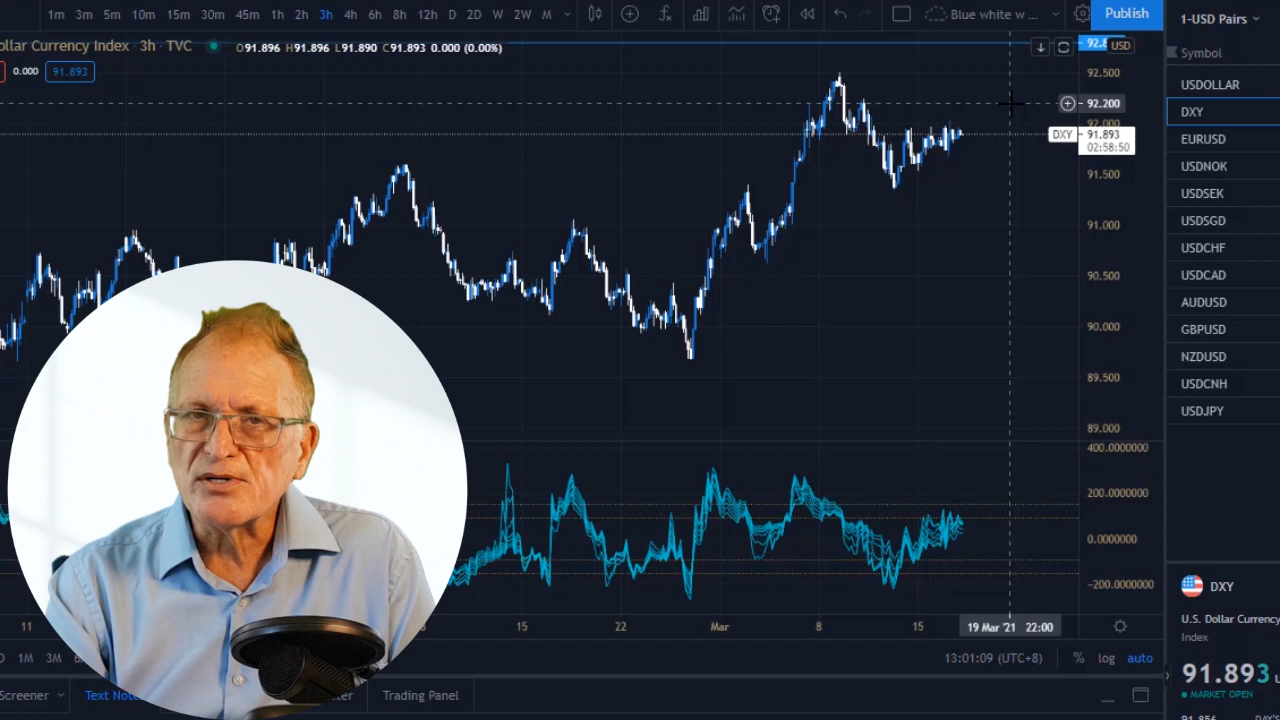 1m 3m 5m 10m 15m 30m 45m 1h 2h 3h 4h 6h 8h 12h D 2D W 2W M Blue white w ... Publish
1-USD Pairs
ollar Currency Index · 3h · TVC O91.896 H91.896 L91.890 C91.893 0.000 (0.00%)
USD
0.000 91.893
Symbol
92.500
92.200
92.000
DXY 91.893
02:58:50
91.500
91.000
90.500
90.000
89.500
89.000
400.0000000
200.0000000
0.0000000
-200.0000000
USDOLLAR
DXY
EURUSD
USDNOK
USDSEK
USDSGD
USDCHF
USDCAD
AUDUSD
GBPUSD
NZDUSD
USDCNH
USDJPY
11 15 22 Mar 8 15 19 Mar '21 22:00
1M 3M 13:01:09 (UTC+8) % log auto
Screener Text Note Trading Panel
DXY
U.S. Dollar Currency
Index
91.893
MARKET OPEN